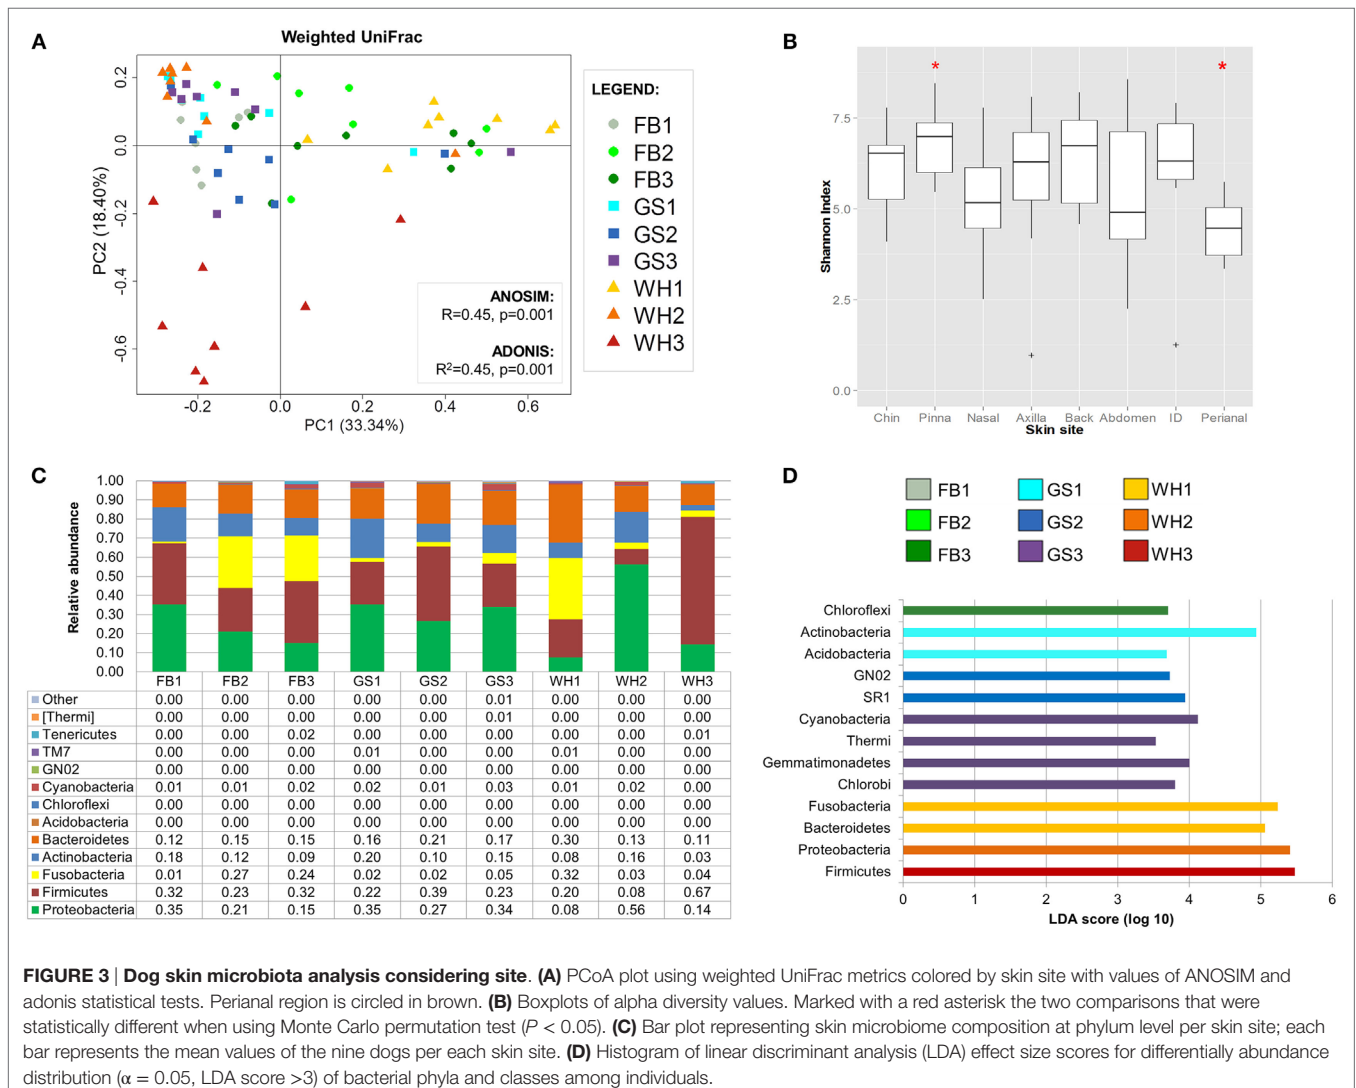 A
Weighted UniFrac
PC2 (18.40%)
0.2
0.0
-0.2
-0.4
-0.6
-0.2 0.0 0.2 0.4 0.6
PC1 (33.34%)
ANOSIM:
R=0.45, p=0.001
ADONIS:
R²=0.45, p=0.001
LEGEND:
FB1
FB2
FB3
GS1
GS2
GS3
WH1
WH2
WH3
B
Shannon Index
7.5
5.0
2.5
0.0
* *
Chin Pinna Nasal Axilla Back Abdomen ID Perianal
Skin site
C
Relative abundance
1.00
0.90
0.80
0.70
0.60
0.50
0.40
0.30
0.20
0.10
0.00
FB1 FB2 FB3 GS1 GS2 GS3 WH1 WH2 WH3
Other 0.00 0.00 0.00 0.00 0.00 0.01 0.00 0.00 0.00
[Thermi] 0.00 0.00 0.00 0.00 0.00 0.01 0.00 0.00 0.00
Tenericutes 0.00 0.00 0.02 0.00 0.00 0.00 0.00 0.00 0.01
TM7 0.00 0.00 0.00 0.01 0.00 0.00 0.01 0.00 0.00
GN02 0.00 0.00 0.00 0.00 0.00 0.00 0.00 0.00 0.00
Cyanobacteria 0.01 0.01 0.02 0.02 0.01 0.03 0.01 0.02 0.00
Chloroflexi 0.00 0.00 0.00 0.00 0.00 0.00 0.00 0.00 0.00
Acidobacteria 0.00 0.00 0.00 0.00 0.00 0.00 0.00 0.00 0.00
Bacteroidetes 0.12 0.15 0.15 0.16 0.21 0.17 0.30 0.13 0.11
Actinobacteria 0.18 0.12 0.09 0.20 0.10 0.15 0.08 0.16 0.03
Fusobacteria 0.01 0.27 0.24 0.02 0.02 0.05 0.32 0.03 0.04
Firmicutes 0.32 0.23 0.32 0.22 0.39 0.23 0.20 0.08 0.67
Proteobacteria 0.35 0.21 0.15 0.35 0.27 0.34 0.08 0.56 0.14
D
FB1 GS1 WH1
FB2 GS2 WH2
FB3 GS3 WH3
Chloroflexi
Actinobacteria
Acidobacteria
GN02
SR1
Cyanobacteria
Thermi
Gemmatimonadetes
Chlorobi
Fusobacteria
Bacteroidetes
Proteobacteria
Firmicutes
0 1 2 3 4 5 6
LDA score (log 10)
FIGURE 3 | Dog skin microbiota analysis considering site. (A) PCoA plot using weighted UniFrac metrics colored by skin site with values of ANOSIM and
adonis statistical tests. Perianal region is circled in brown. (B) Boxplots of alpha diversity values. Marked with a red asterisk the two comparisons that were
statistically different when using Monte Carlo permutation test (P < 0.05). (C) Bar plot representing skin microbiome composition at phylum level per skin site; each
bar represents the mean values of the nine dogs per each skin site. (D) Histogram of linear discriminant analysis (LDA) effect size scores for differentially abundance
distribution (α = 0.05, LDA score >3) of bacterial phyla and classes among individuals.